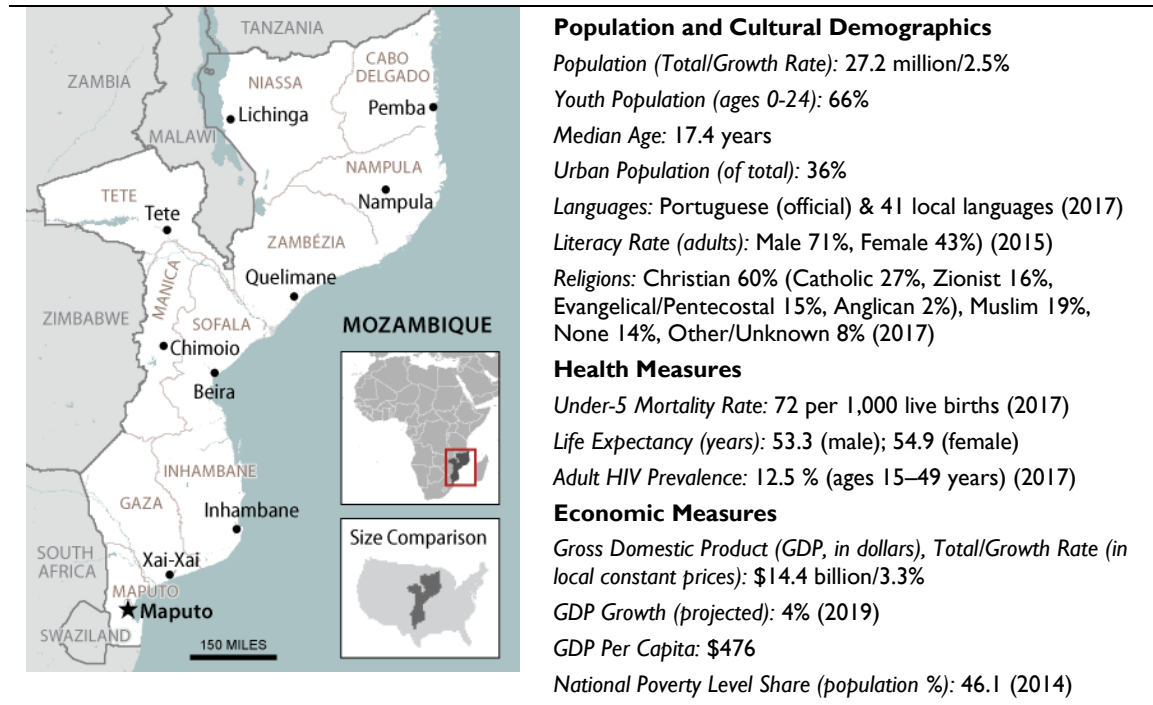 TANZANIA
ZAMBIA
CABO
DELGADO
NIASSA
Pemba
Lichinga
MALAWI
NAMPULA
TETE
Tete
Nampula
ZAMBÉZIA
Quelimane
MANICA
ZIMBABWE
SOFALA
MOZAMBIQUE
Chimoio
Beira
INHAMBANE
GAZA
Inhambane
Size Comparison
SOUTH
AFRICA
Xai-Xai
MAPUTO
Maputo
SWAZILAND
150 MILES
Population and Cultural Demographics
Population (Total/Growth Rate): 27.2 million/2.5%
Youth Population (ages 0-24): 66%
Median Age: 17.4 years
Urban Population (of total): 36%
Languages: Portuguese (official) & 41 local languages (2017)
Literacy Rate (adults): Male 71%, Female 43%) (2015)
Religions: Christian 60% (Catholic 27%, Zionist 16%,
Evangelical/Pentecostal 15%, Anglican 2%), Muslim 19%,
None 14%, Other/Unknown 8% (2017)
Health Measures
Under-5 Mortality Rate: 72 per 1,000 live births (2017)
Life Expectancy (years): 53.3 (male); 54.9 (female)
Adult HIV Prevalence: 12.5 % (ages 15–49 years) (2017)
Economic Measures
Gross Domestic Product (GDP, in dollars), Total/Growth Rate (in
local constant prices): $14.4 billion/3.3%
GDP Growth (projected): 4% (2019)
GDP Per Capita: $476
National Poverty Level Share (population %): 46.1 (2014)